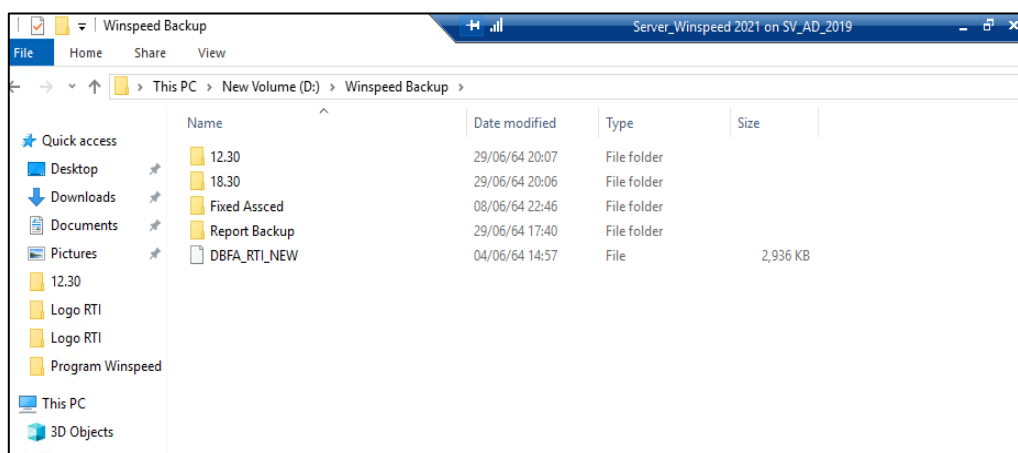 Winspeed Backup
Server_Winspeed 2021 on SV_AD_2019
File Home Share View
This PC > New Volume (D:) > Winspeed Backup >
Name Date modified Type Size
Quick access
Desktop
Downloads
Documents
Pictures
12.30
Logo RTI
Logo RTI
Program Winspeed
This PC
3D Objects
12.30 29/06/64 20:07 File folder
18.30 29/06/64 20:06 File folder
Fixed Assced 08/06/64 22:46 File folder
Report Backup 29/06/64 17:40 File folder
DBFA_RTI_NEW 04/06/64 14:57 File 2,936 KB